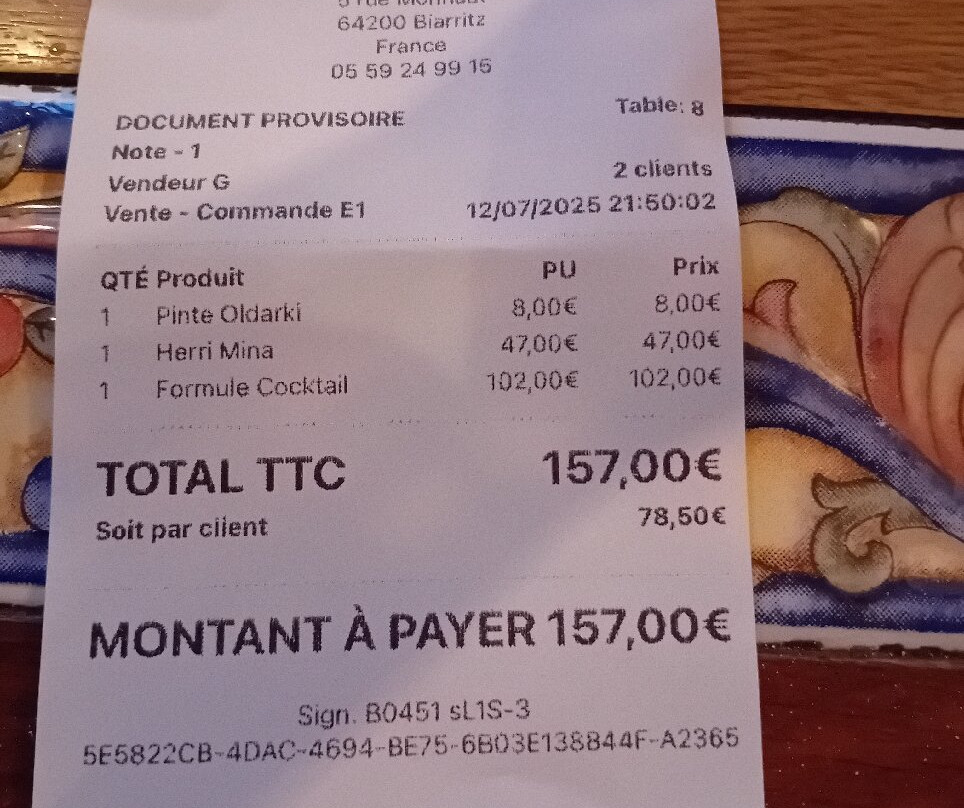 64200 Biarritz
France
05 59 24 99 15
DOCUMENT PROVISOIRE
Table: 8
Note - 1
Vendeur G
2 clients
Vente - Commande E1
12/07/2025 21:50:02
QTÉ Produit PU Prix
1 Pinte Oldarki 8,00€ 8,00€
1 Herri Mina 47,00€ 47,00€
1 Formule Cocktail 102,00€ 102,00€
TOTAL TTC 157,00€
Soit par client 78,50€
MONTANT À PAYER 157,00€
Sign. B0451 sL1S-3
5E5822CB-4DAC-4694-BE75-6B03E138B44F-A2365